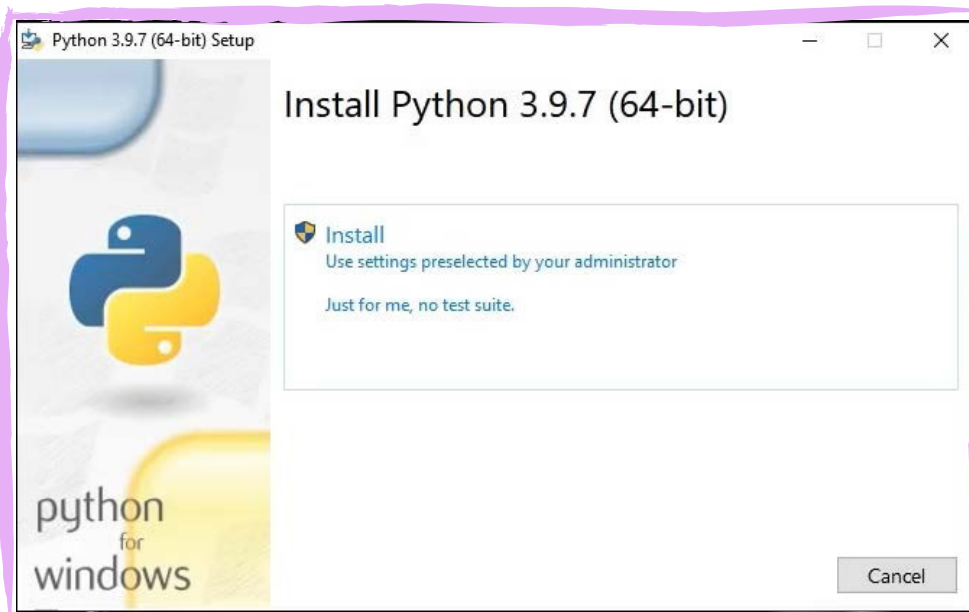 Python 3.9.7 (64-bit) Setup
Install Python 3.9.7 (64-bit)
Install
Use settings preselected by your administrator
Just for me, no test suite.
python
for
windows
Cancel